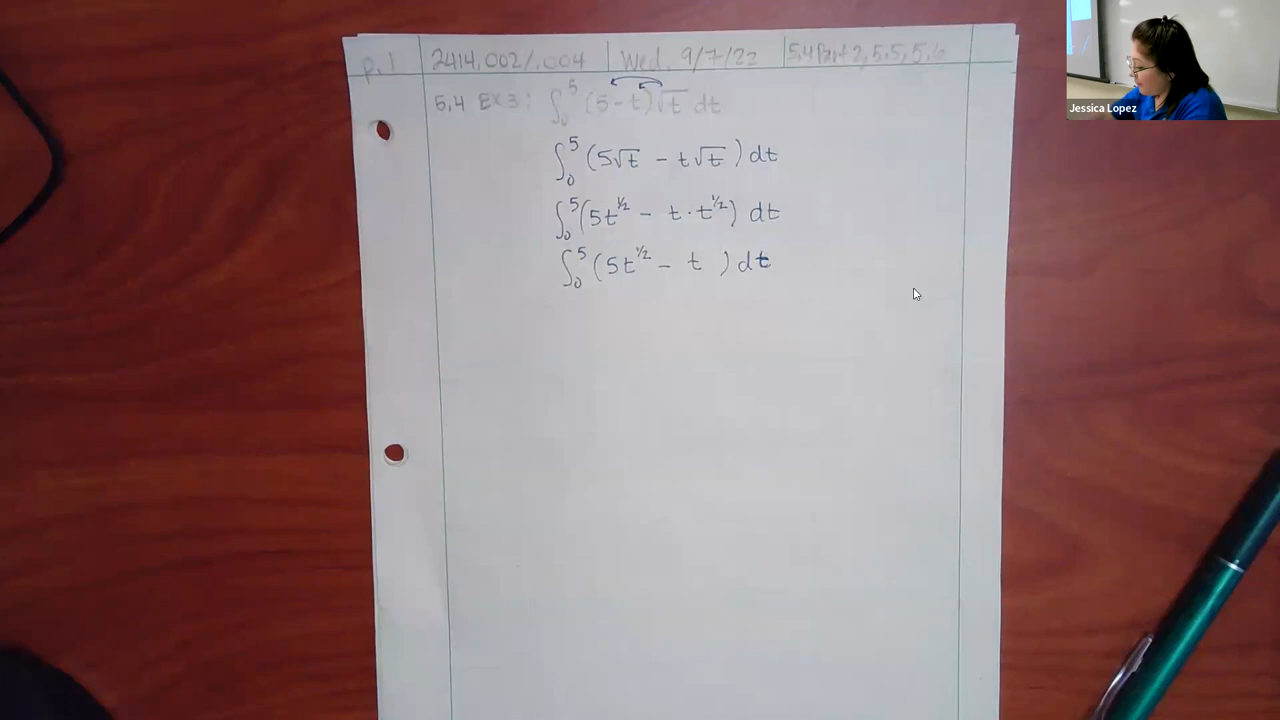 p. 1 2414.002/.004 Wed. 9/7/22 5.4 Part 2, 5.5, 5.6
5.4 Ex 3: ∫₀⁵ (5-t)√t dt
∫₀⁵ (5√t - t√t) dt
∫₀⁵ (5t^½ - t·t^½) dt
∫₀⁵ (5t^½ - t ) dt
Jessica Lopez